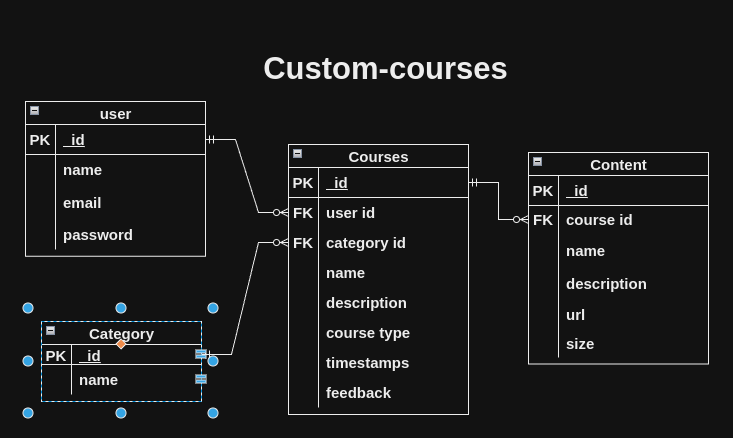 Custom-courses
user
PK _id
name
email
password
Courses
PK _id
FK user id
FK category id
name
description
course type
timestamps
feedback
Content
PK _id
FK course id
name
description
url
size
Category
PK _id
name